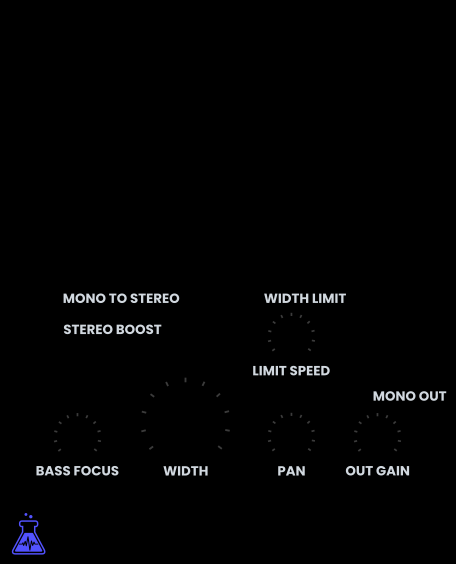 MONO TO STEREO
WIDTH LIMIT
STEREO BOOST
LIMIT SPEED
MONO OUT
BASS FOCUS
WIDTH
PAN
OUT GAIN